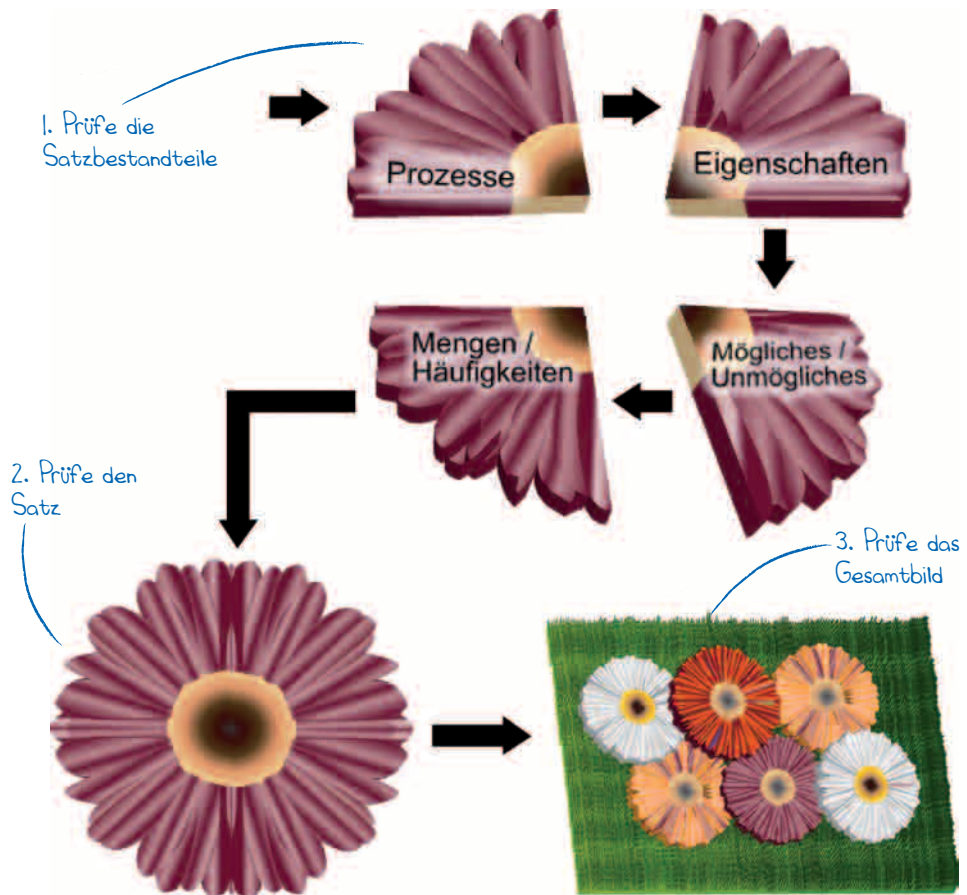 1. Prüfe die
Satzbestandteile
Prozesse
Eigenschaften
Mögliches /
Unmögliches
Mengen /
Häufigkeiten
2. Prüfe den
Satz
3. Prüfe das
Gesamtbild